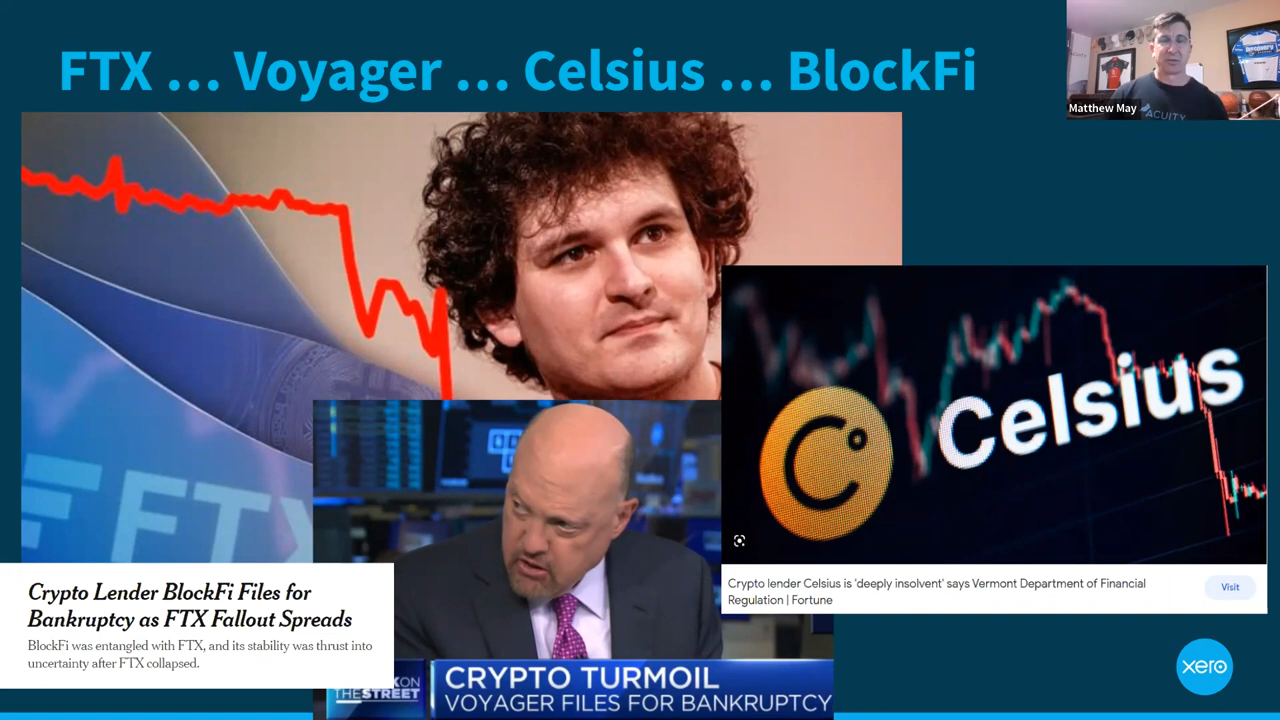 FTX ... Voyager ... Celsius ... BlockFi
Matthew May
ACUITY
FTX
Celsius
Crypto lender Celsius is 'deeply insolvent' says Vermont Department of Financial
Regulation | Fortune
Visit
Crypto Lender BlockFi Files for
Bankruptcy as FTX Fallout Spreads
BlockFi was entangled with FTX, and its stability was thrust into
uncertainty after FTX collapsed.
ON
THE STREET
CRYPTO TURMOIL
VOYAGER FILES FOR BANKRUPTCY
xero